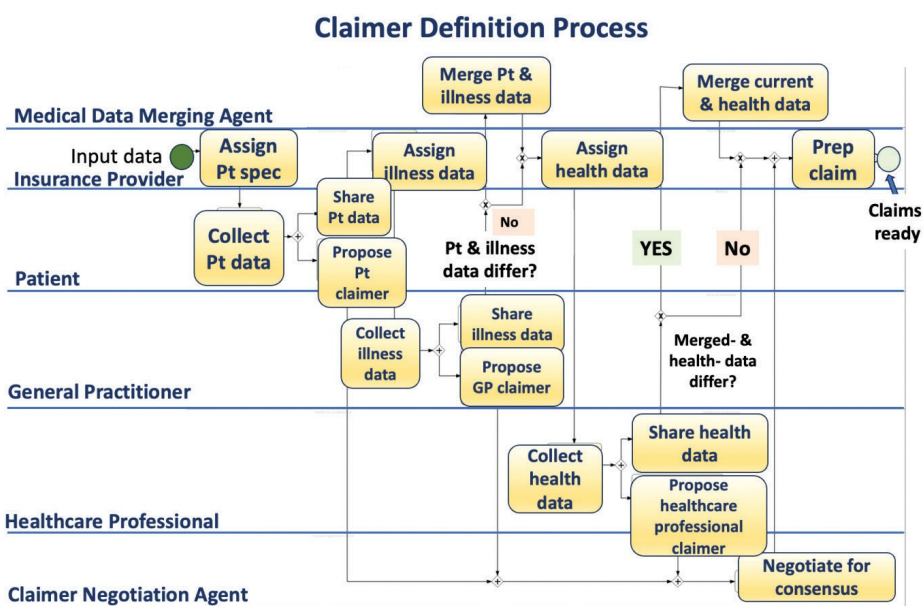 Claimer Definition Process
Merge Pt &
illness data
Merge current
& health data
Medical Data Merging Agent
Input data
Assign
Pt spec
Assign
illness data
Assign
health data
Prep
claim
Insurance Provider
Share
Pt data
Collect
Pt data
Propose
Pt
claimer
No
Pt & illness
data differ?
YES
No
Claims
ready
Patient
Collect
illness
data
Share
illness data
Propose
GP claimer
Merged- &
health- data
differ?
General Practitioner
Collect
health
data
Share health
data
Propose
healthcare
professional
claimer
Healthcare Professional
Negotiate for
consensus
Claimer Negotiation Agent